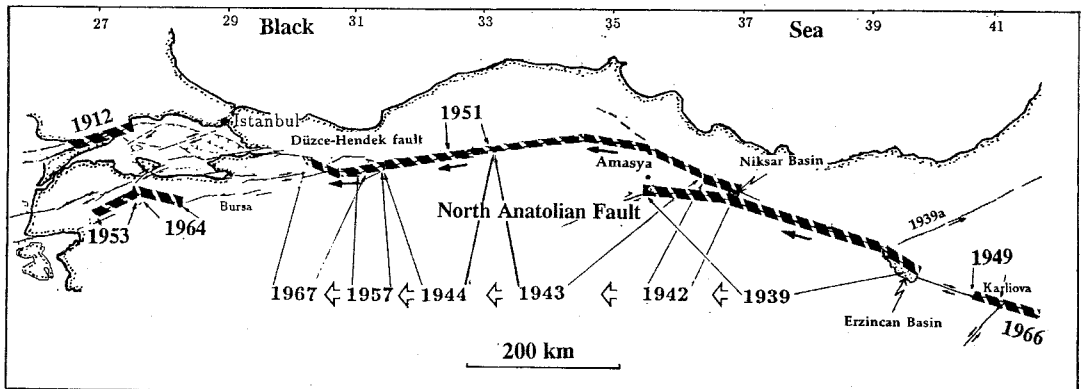 27 29 31 33 35 37 39 41
Black Sea
1912
Istanbul
1951
Düzce-Hendek fault
Amasya
Niksar Basin
Bursa
North Anatolian Fault
1939a
1953 1964
1949
Karliova
1967 1957 1944 1943 1942 1939
Erzincan Basin
1966
200 km